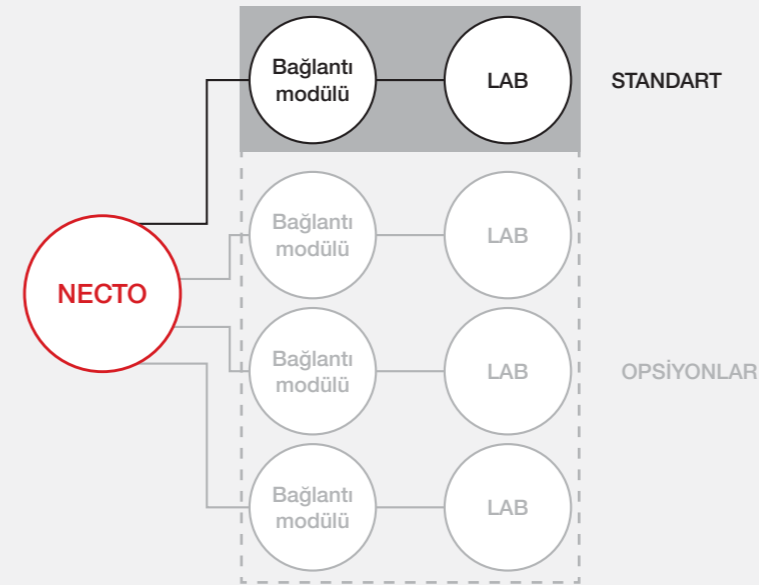 Bağlantı
modülü
LAB
STANDART
Bağlantı
modülü
LAB
NECTO
Bağlantı
modülü
LAB
OPSİYONLAR
Bağlantı
modülü
LAB